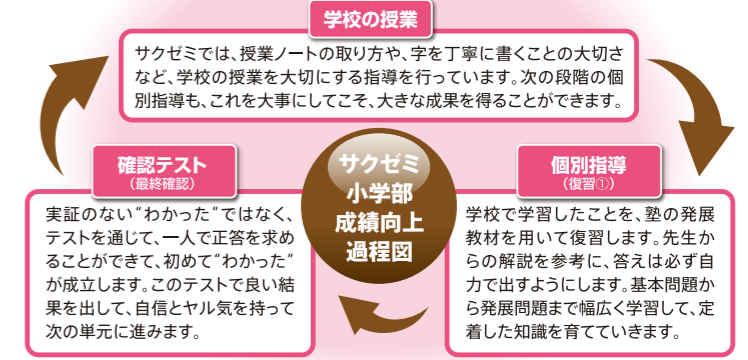 学校の授業
サクゼミでは、授業ノートの取り方や、字を丁寧に書くことの大切さ
など、学校の授業を大切にする指導を行っています。次の段階の個
別指導も、これを大事にしてこそ、大きな成果を得ることができます。
サクゼミ
小学部
成績向上
過程図
個別指導
(復習①)
学校で学習したことを、塾の発展
教材を用いて復習します。先生か
らの解説を参考に、答えは必ず自
力で出すようにします。基本問題か
ら発展問題まで幅広く学習して、定
着した知識を育てていきます。
確認テスト
(最終確認)
実証のない“わかった”ではなく、
テストを通じて、一人で正答を求め
ることができて、初めて“わかった”
が成立します。このテストで良い結
果を出して、自信とヤル気を持って
次の単元に進みます。